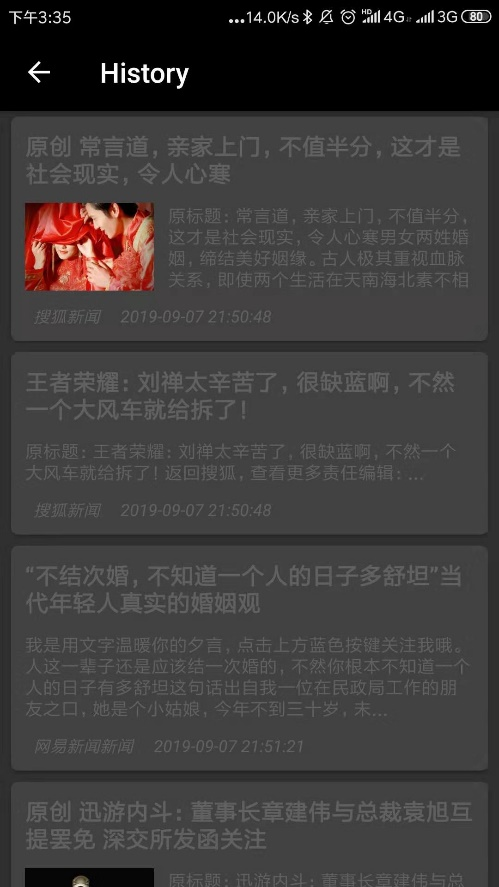 下午3:35
...14.0K/s HD 4G 3G 80
History
原创 常言道，亲家上门，不值半分，这才是
社会现实，令人心寒
原标题：常言道，亲家上门，不值半分，
这才是社会现实，令人心寒男女两姓婚
姻，缔结美好姻缘。古人极其重视血脉
关系，即使两个生活在天南海北素不相
搜狐新闻 2019-09-07 21:50:48
王者荣耀：刘禅太辛苦了，很缺蓝啊，不然
一个大风车就给拆了！
原标题：王者荣耀：刘禅太辛苦了，很缺蓝啊，不然一个
大风车就给拆了！返回搜狐，查看更多责任编辑：...
搜狐新闻 2019-09-07 21:50:48
“不结次婚，不知道一个人的日子多舒坦”当
代年轻人真实的婚姻观
我是用文字温暖你的夕言，点击上方蓝色按键关注我哦。
人这一辈子还是应该结一次婚的，不然你根本不知道一个
人的日子有多舒坦这句话出自我一位在民政局工作的朋
友之口，她是个小姑娘，今年不到三十岁，未...
网易新闻新闻 2019-09-07 21:51:21
原创 迅游内斗：董事长章建伟与总裁袁旭互
提罢免 深交所发函关注
原标题：迅游内斗：董事长章建伟与总